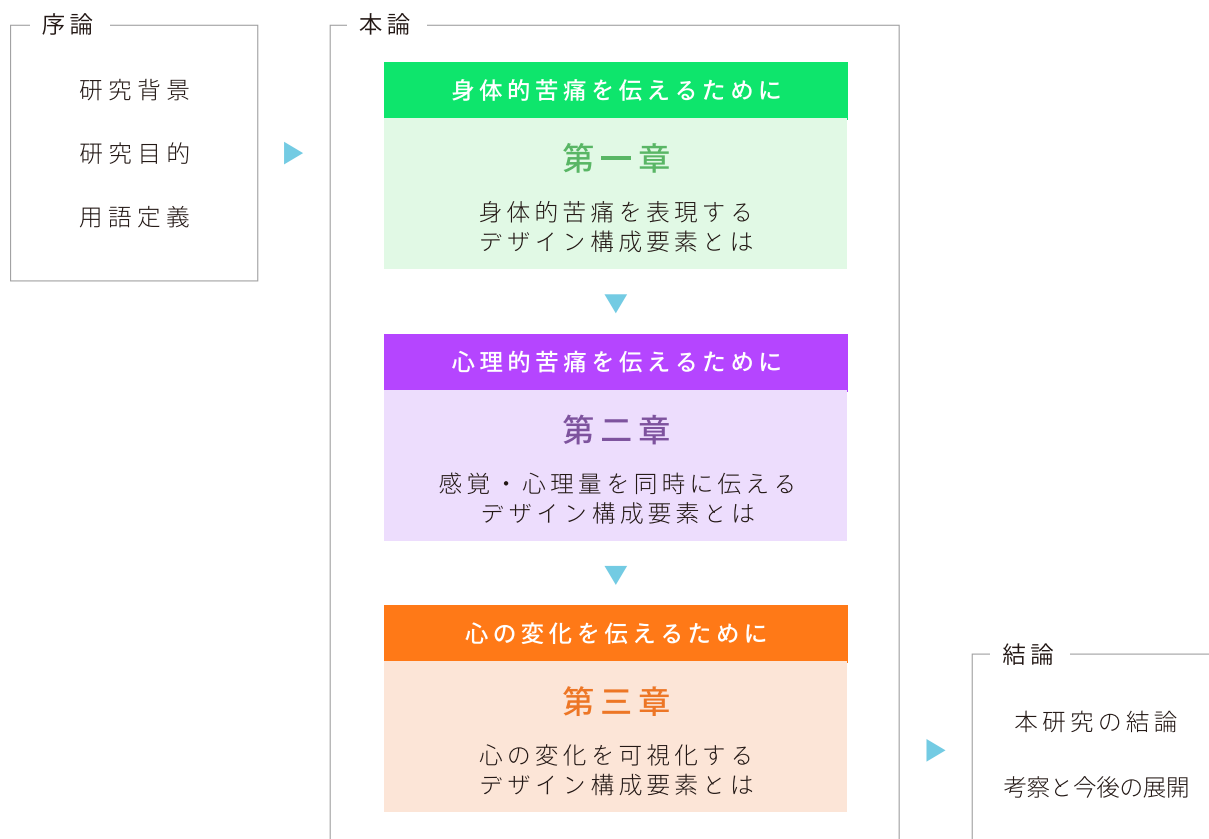 序論
研究背景
研究目的
用語定義
本論
身体的苦痛を伝えるために
第一章
身体的苦痛を表現する
デザイン構成要素とは
心理的苦痛を伝えるために
第二章
感覚・心理量を同時に伝える
デザイン構成要素とは
心の変化を伝えるために
第三章
心の変化を可視化する
デザイン構成要素とは
結論
本研究の結論
考察と今後の展開